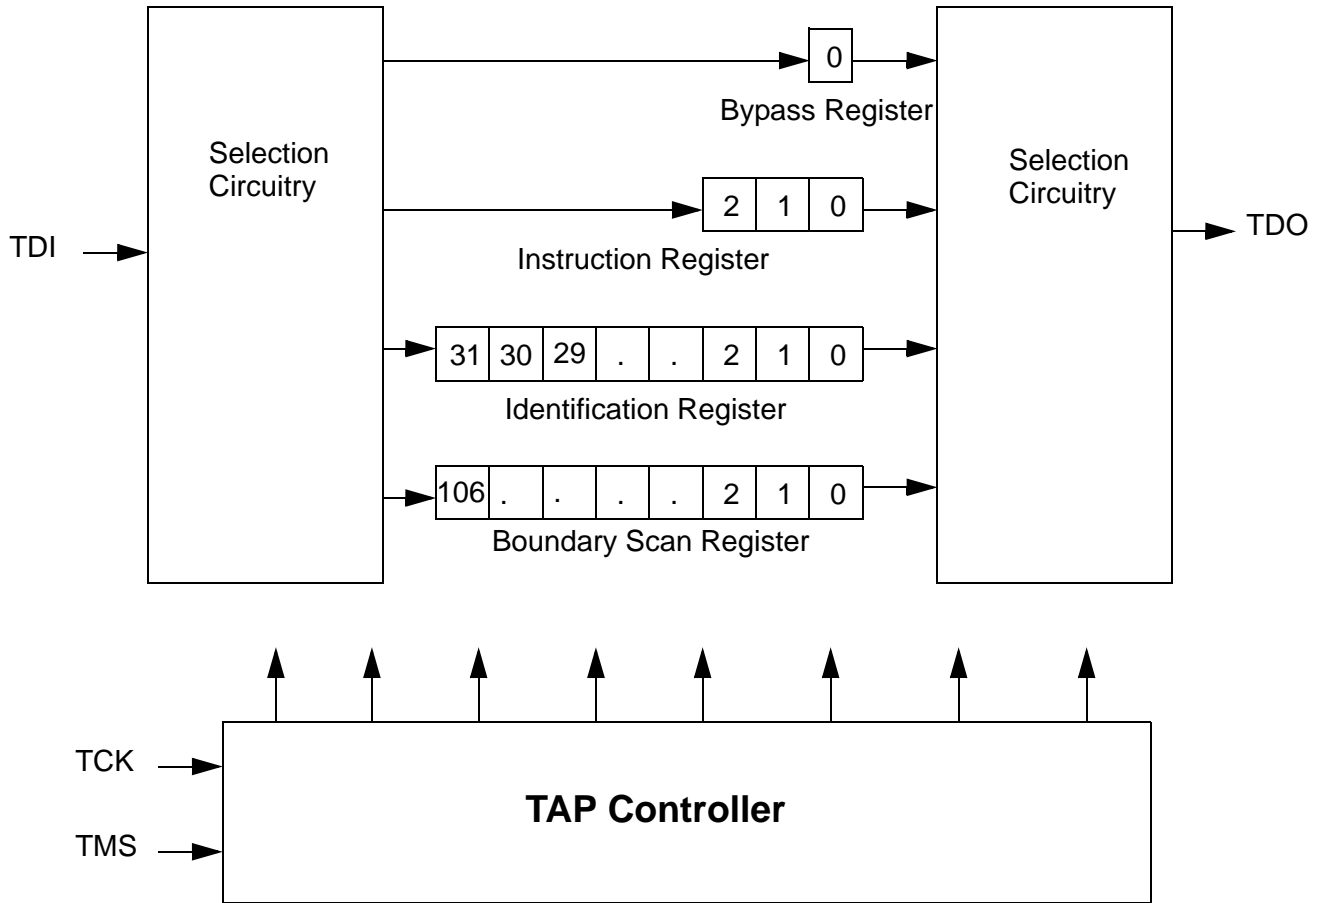 0
Bypass Register
Selection
Circuitry
Selection
Circuitry
2 1 0
Instruction Register
TDI
TDO
31 30 29 . . 2 1 0
Identification Register
106 . . . . 2 1 0
Boundary Scan Register
TCK
TMS
TAP Controller